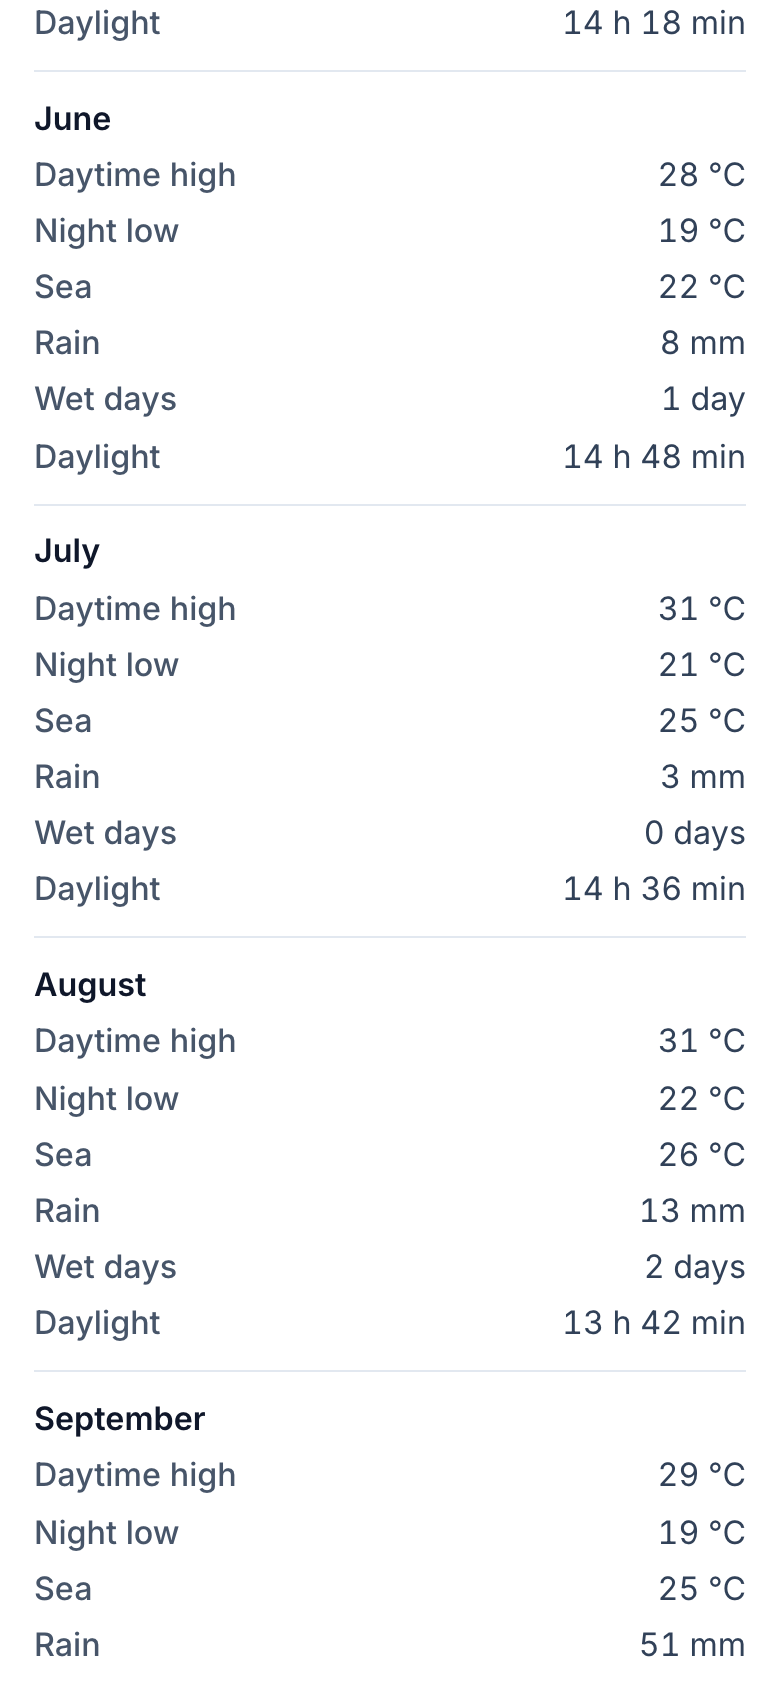 Daylight 14 h 18 min
June
Daytime high 28 °C
Night low 19 °C
Sea 22 °C
Rain 8 mm
Wet days 1 day
Daylight 14 h 48 min
July
Daytime high 31 °C
Night low 21 °C
Sea 25 °C
Rain 3 mm
Wet days 0 days
Daylight 14 h 36 min
August
Daytime high 31 °C
Night low 22 °C
Sea 26 °C
Rain 13 mm
Wet days 2 days
Daylight 13 h 42 min
September
Daytime high 29 °C
Night low 19 °C
Sea 25 °C
Rain 51 mm